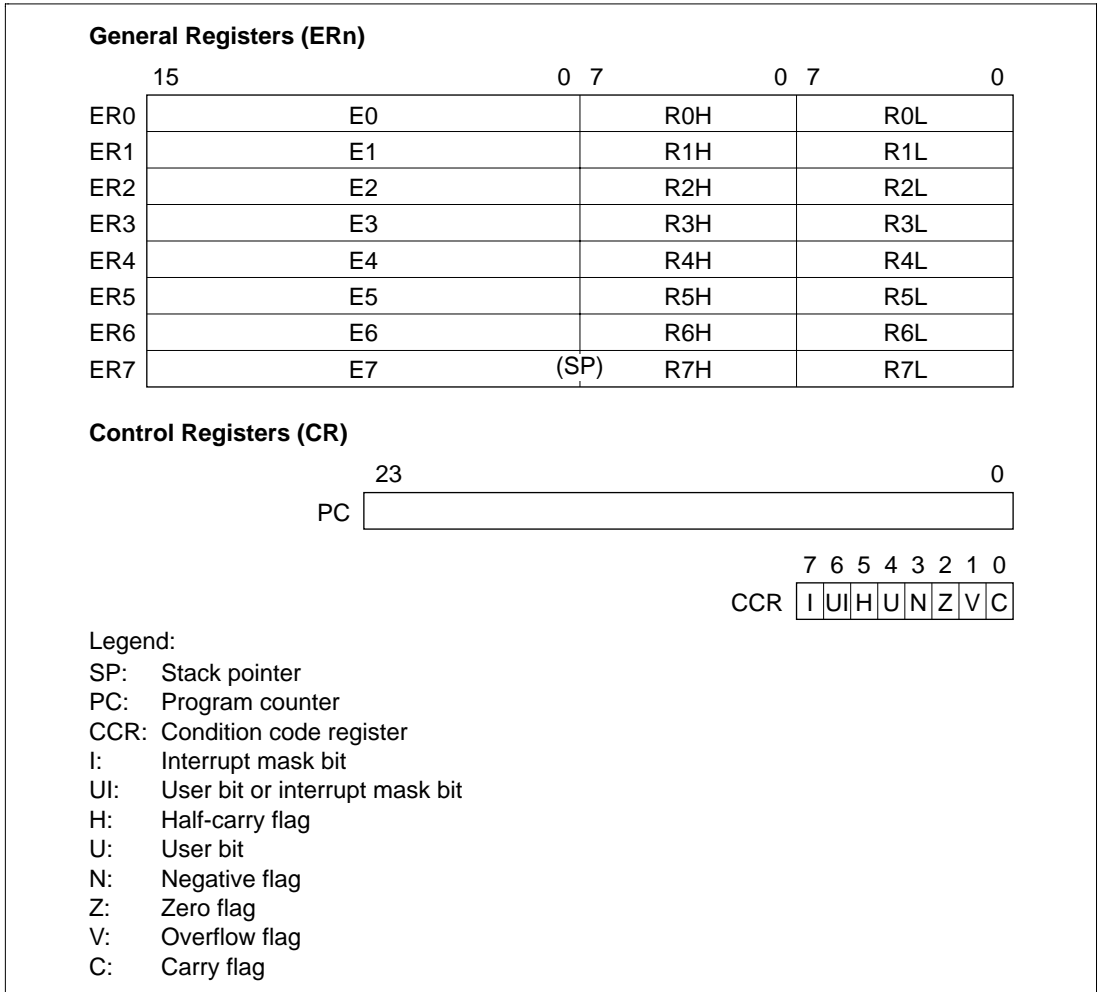 General Registers (ERn)
15 0 7 0 7 0
ER0 E0 R0H R0L
ER1 E1 R1H R1L
ER2 E2 R2H R2L
ER3 E3 R3H R3L
ER4 E4 R4H R4L
ER5 E5 R5H R5L
ER6 E6 R6H R6L
ER7 E7 (SP) R7H R7L
Control Registers (CR)
23 0
PC
7 6 5 4 3 2 1 0
CCR I UI H U N Z V C
Legend:
SP: Stack pointer
PC: Program counter
CCR: Condition code register
I: Interrupt mask bit
UI: User bit or interrupt mask bit
H: Half-carry flag
U: User bit
N: Negative flag
Z: Zero flag
V: Overflow flag
C: Carry flag